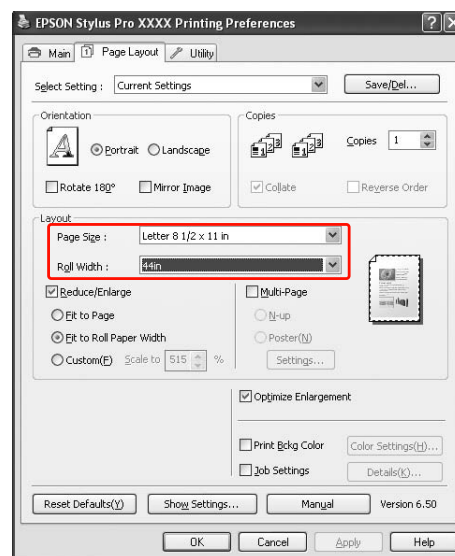 EPSON Stylus Pro XXXX Printing Preferences
Main Page Layout Utility
Select Setting : Current Settings Save/Del...
Orientation
Portrait Landscape
Rotate 180° Mirror Image
Copies
Copies 1
Collate Reverse Order
Layout
Page Size : Letter 8 1/2 x 11 in
Roll Width : 44in
Reduce/Enlarge
Fit to Page
Fit to Roll Paper Width
Custom(F) Scale to 515 %
Multi-Page
N-up
Poster(N)
Settings...
Optimize Enlargement
Print Bckg Color Color Settings(H)...
Job Settings Details(K)...
Reset Defaults(Y) Show Settings... Manual Version 6.50
OK Cancel Apply Help